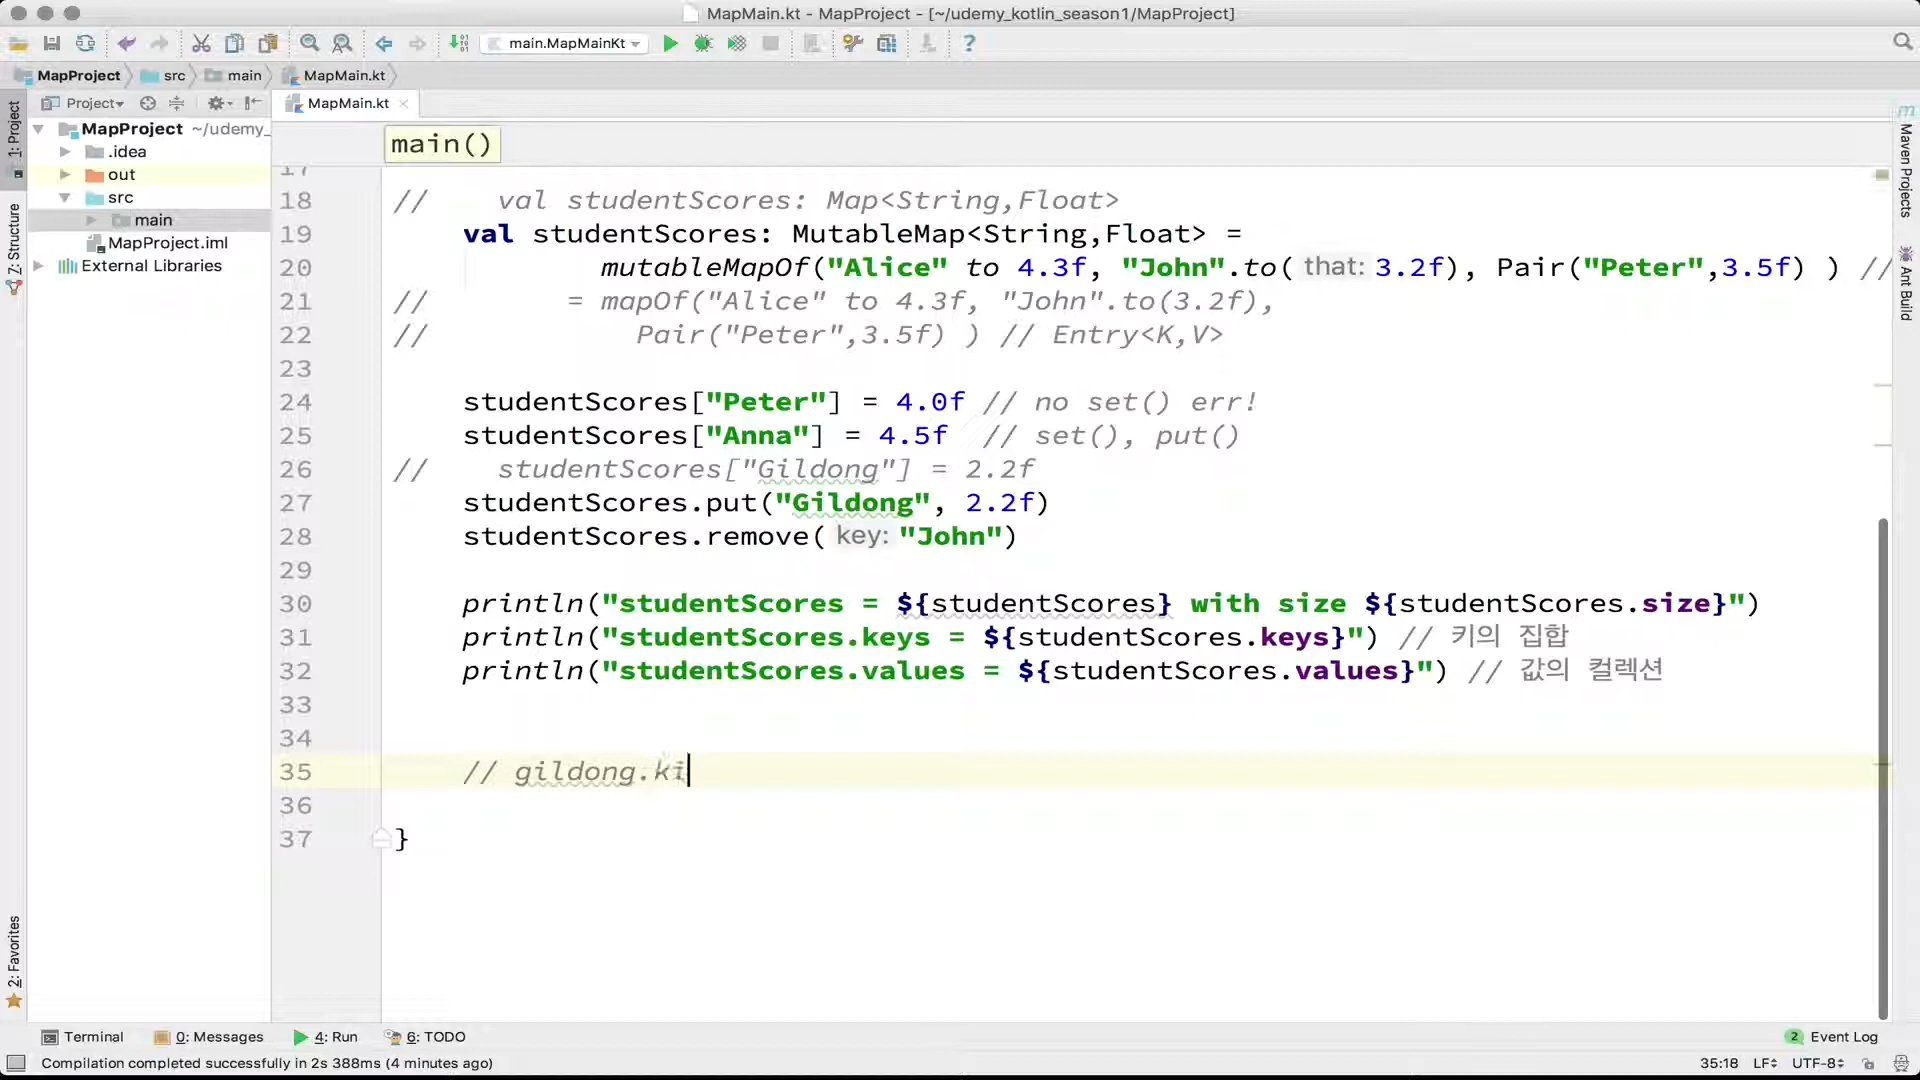 MapMain.kt - MapProject - [~/udemy_kotlin_season1/MapProject]
main.MapMainKt
MapProject src main MapMain.kt
Project
MapMain.kt
1: Project
Z: Structure
2: Favorites
MapProject ~/udemy_
.idea
out
src
main
MapProject.iml
External Libraries
main()
17
18 // val studentScores: Map<String,Float>
19 val studentScores: MutableMap<String,Float> =
20 mutableMapOf("Alice" to 4.3f, "John".to( that: 3.2f), Pair("Peter",3.5f) ) //
21 // = mapOf("Alice" to 4.3f, "John".to(3.2f),
22 // Pair("Peter",3.5f) ) // Entry<K,V>
23
24 studentScores["Peter"] = 4.0f // no set() err!
25 studentScores["Anna"] = 4.5f // set(), put()
26 // studentScores["Gildong"] = 2.2f
27 studentScores.put("Gildong", 2.2f)
28 studentScores.remove( key: "John")
29
30 println("studentScores = ${studentScores} with size ${studentScores.size}")
31 println("studentScores.keys = ${studentScores.keys}") // 키의 집합
32 println("studentScores.values = ${studentScores.values}") // 값의 컬렉션
33
34
35 // gildong.ki
36
37 }
m Maven Projects
Ant Build
Terminal 0: Messages 4: Run 6: TODO 2 Event Log
Compilation completed successfully in 2s 388ms (4 minutes ago) 35:18 LF UTF-8